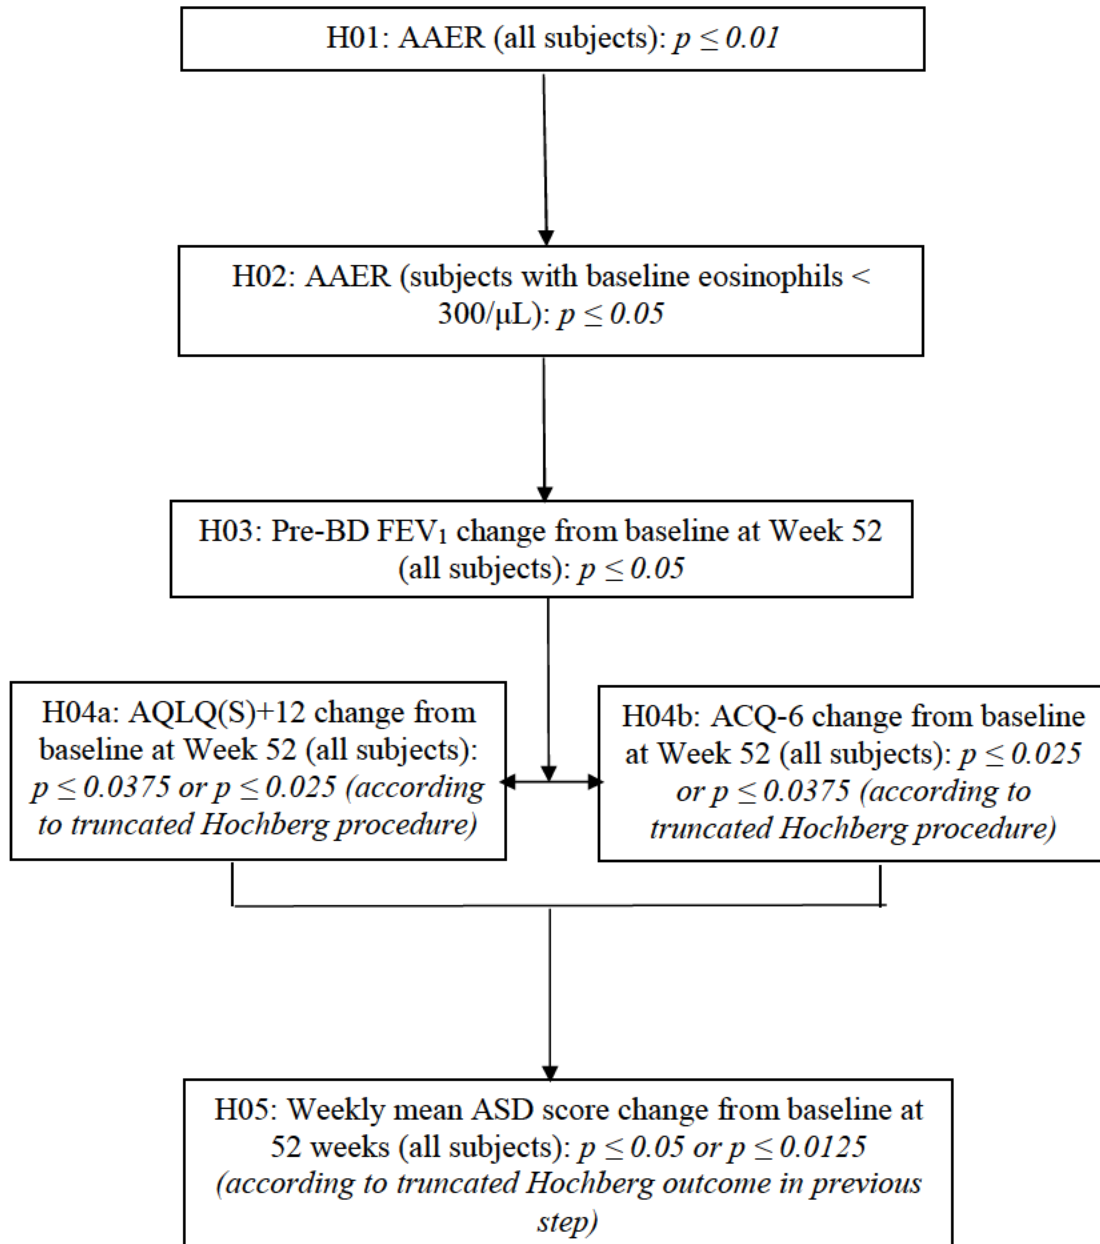 H01: AAER (all subjects): p ≤ 0.01
H02: AAER (subjects with baseline eosinophils <
300/μL): p ≤ 0.05
H03: Pre-BD FEV₁ change from baseline at Week 52
(all subjects): p ≤ 0.05
H04a: AQLQ(S)+12 change from
baseline at Week 52 (all subjects):
p ≤ 0.0375 or p ≤ 0.025 (according
to truncated Hochberg procedure)
H04b: ACQ-6 change from baseline
at Week 52 (all subjects): p ≤ 0.025
or p ≤ 0.0375 (according to
truncated Hochberg procedure)
H05: Weekly mean ASD score change from baseline at
52 weeks (all subjects): p ≤ 0.05 or p ≤ 0.0125
(according to truncated Hochberg outcome in previous
step)